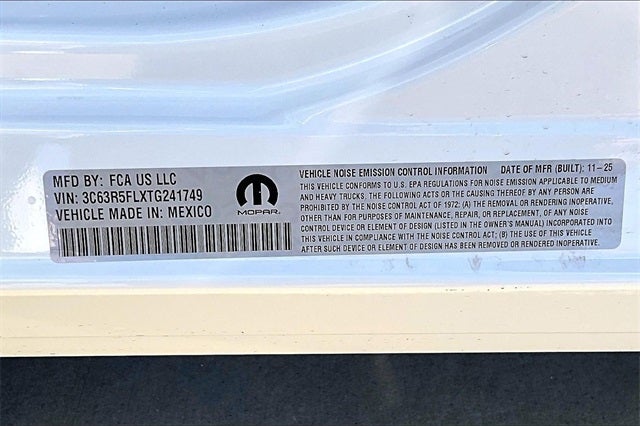 MFD BY: FCA US LLC
VIN: 3C63R5FLXTG241749
VEHICLE MADE IN: MEXICO
MOPAR
VEHICLE NOISE EMISSION CONTROL INFORMATION DATE OF MFR (BUILT): 11-25
THIS VEHICLE CONFORMS TO U.S. EPA REGULATIONS FOR NOISE EMISSION APPLICABLE TO MEDIUM
AND HEAVY TRUCKS. THE FOLLOWING ACTS OR THE CAUSING THEREOF BY ANY PERSON ARE
PROHIBITED BY THE NOISE CONTROL ACT OF 1972: (A) THE REMOVAL OR RENDERING INOPERATIVE,
OTHER THAN FOR PURPOSES OF MAINTENANCE, REPAIR, OR REPLACEMENT, OF ANY NOISE
CONTROL DEVICE OR ELEMENT OF DESIGN (LISTED IN THE OWNER'S MANUAL) INCORPORATED INTO
THIS VEHICLE IN COMPLIANCE WITH THE NOISE CONTROL ACT; (B) THE USE OF THIS VEHICLE
AFTER SUCH DEVICE OR ELEMENT OF DESIGN HAS BEEN REMOVED OR RENDERED INOPERATIVE.